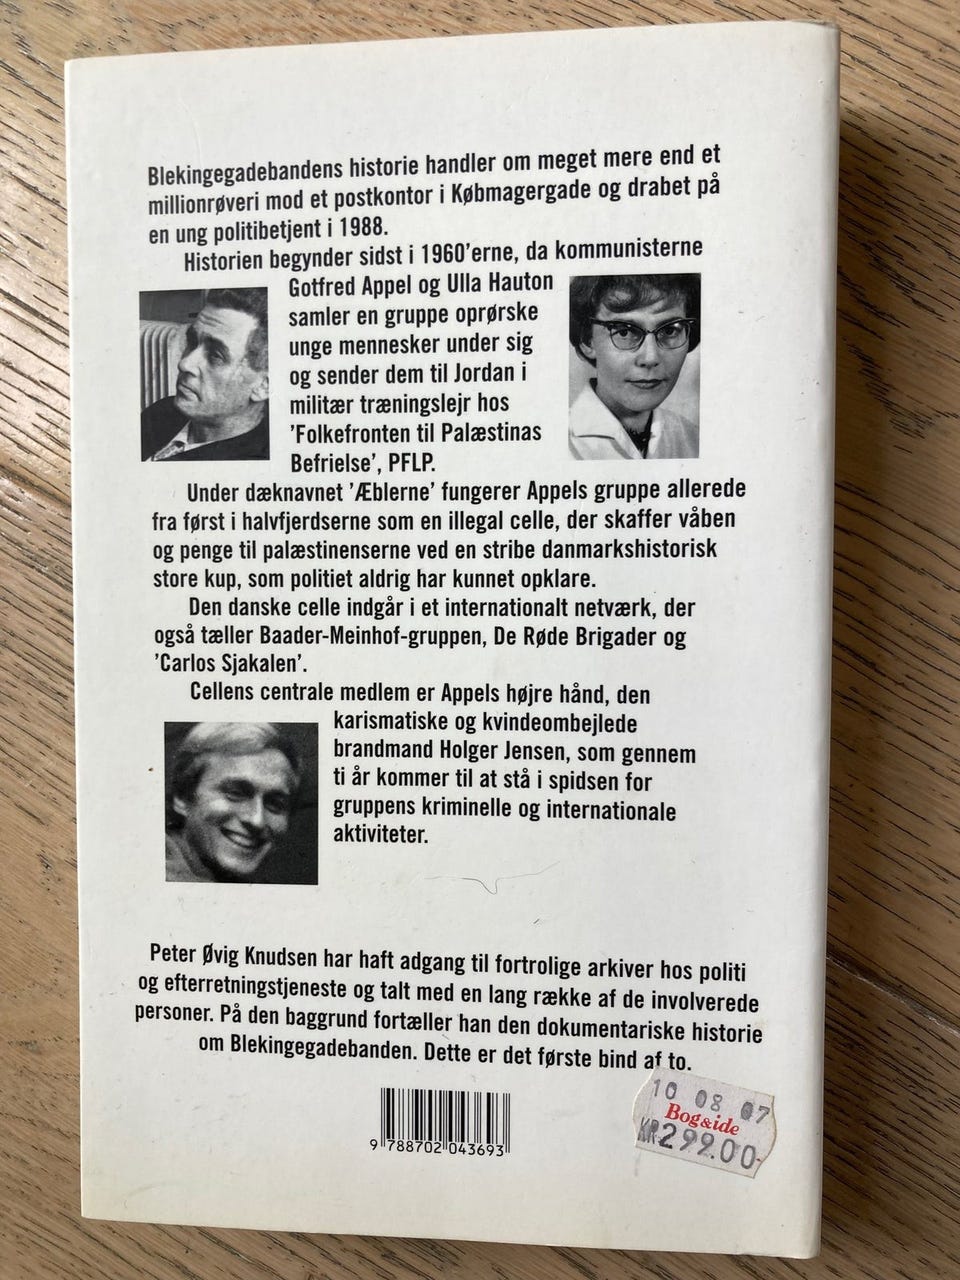 Blekingegadebandens historie handler om meget mere end et
millionrøveri mod et postkontor i Købmagergade og drabet på
en ung politibetjent i 1988.
Historien begynder sidst i 1960'erne, da kommunisterne
Gotfred Appel og Ulla Hauton
samler en gruppe oprørske
unge mennesker under sig
og sender dem til Jordan i
militær træningslejr hos
'Folkefronten til Palæstinas
Befrielse', PFLP.
Under dæknavnet 'Æblerne' fungerer Appels gruppe allerede
fra først i halvfjerdserne som en illegal celle, der skaffer våben
og penge til palæstinenserne ved en stribe danmarkshistorisk
store kup, som politiet aldrig har kunnet opklare.
Den danske celle indgår i et internationalt netværk, der
også tæller Baader-Meinhof-gruppen, De Røde Brigader og
'Carlos Sjakalen'.
Cellens centrale medlem er Appels højre hånd, den
karismatiske og kvindeombejlede
brandmand Holger Jensen, som gennem
ti år kommer til at stå i spidsen for
gruppens kriminelle og internationale
aktiviteter.
Peter Øvig Knudsen har haft adgang til fortrolige arkiver hos politi
og efterretningstjeneste og talt med en lang række af de involverede
personer. På den baggrund fortæller han den dokumentariske historie
om Blekingegadebanden. Dette er det første bind af to.
10 08 07
Bog&ide
KR299.00-
9 788702 043693